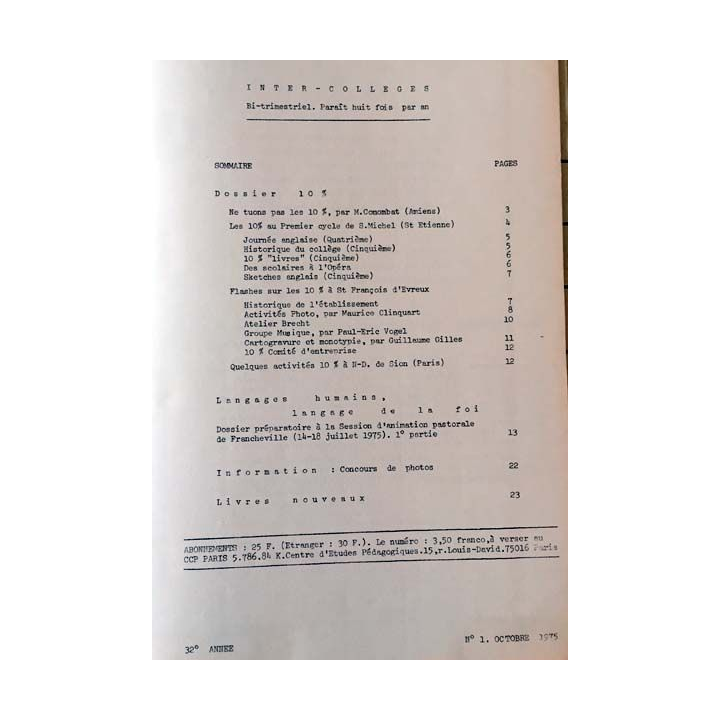 INTER-COLLEGES
Bi-trimestriel. Paraît huit fois par an
SOMMAIRE PAGES
Dossier 10 %
Ne tuons pas les 10 %, par M.Conombat (Amiens) 3
Les 10% au Premier cycle de S.Michel (St Etienne) 4
Journée anglaise (Quatrième) 5
Historique du collège (Cinquième) 5
10 % "livres" (Cinquième) 6
Des scolaires à l'Opéra 6
Sketches anglais (Cinquième) 7
Flashes sur les 10 % à St François d'Evreux
Historique de l'établissement 7
Activités Photo, par Maurice Clinquart 8
Atelier Brecht 10
Groupe Musique, par Paul-Eric Vogel
Cartogravure et monotypie, par Guillaume Gilles 11
10 % Comité d'entreprise 12
Quelques activités 10 % à N-D. de Sion (Paris) 12
Langages humains,
langage de la foi
Dossier préparatoire à la Session d'animation pastorale
de Francheville (14-18 juillet 1975). 1° partie 13
Information : Concours de photos 22
Livres nouveaux 23
ABONNEMENTS : 25 F. (Etranger : 30 F.). Le numéro : 3,50 franco,à verser au
CCP PARIS 5.786.84 K.Centre d'Etudes Pédagogiques.15,r.Louis-David.75016 Paris
32° ANNEE N° 1. OCTOBRE 1975